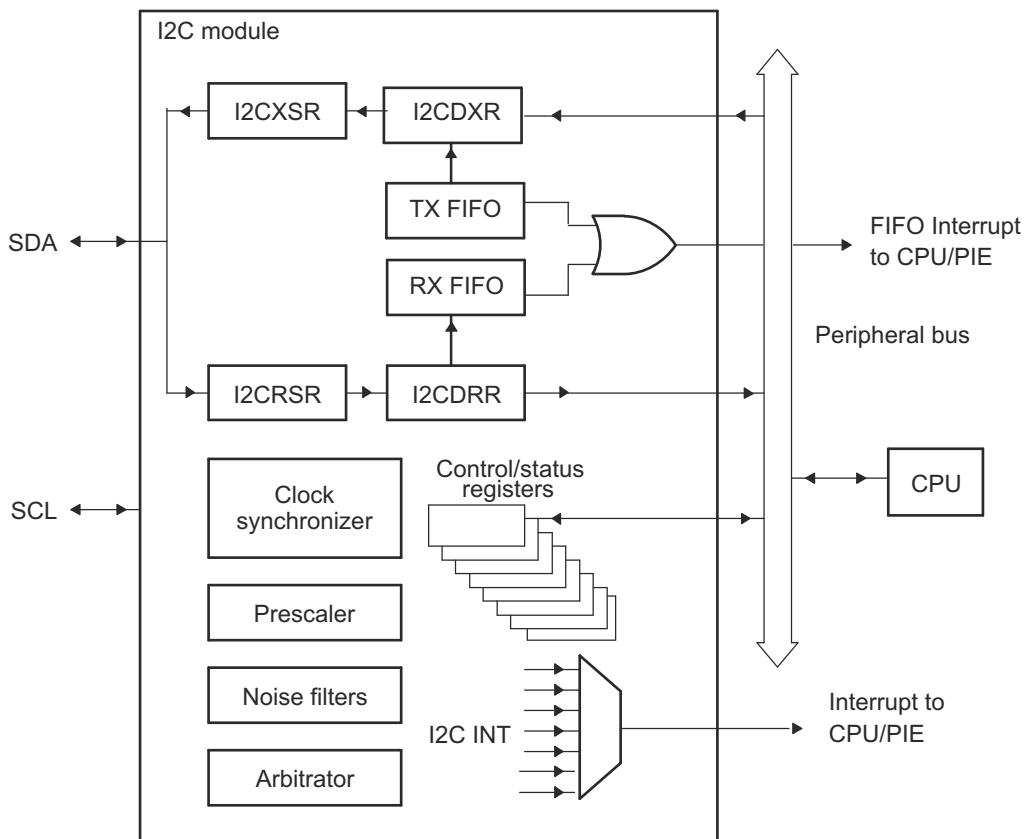 I2C module
I2CXSR
I2CDXR
TX FIFO
SDA
FIFO Interrupt
to CPU/PIE
RX FIFO
Peripheral bus
I2CRSR
I2CDRR
Control/status
registers
Clock
synchronizer
CPU
SCL
Prescaler
Noise filters
I2C INT
Interrupt to
CPU/PIE
Arbitrator